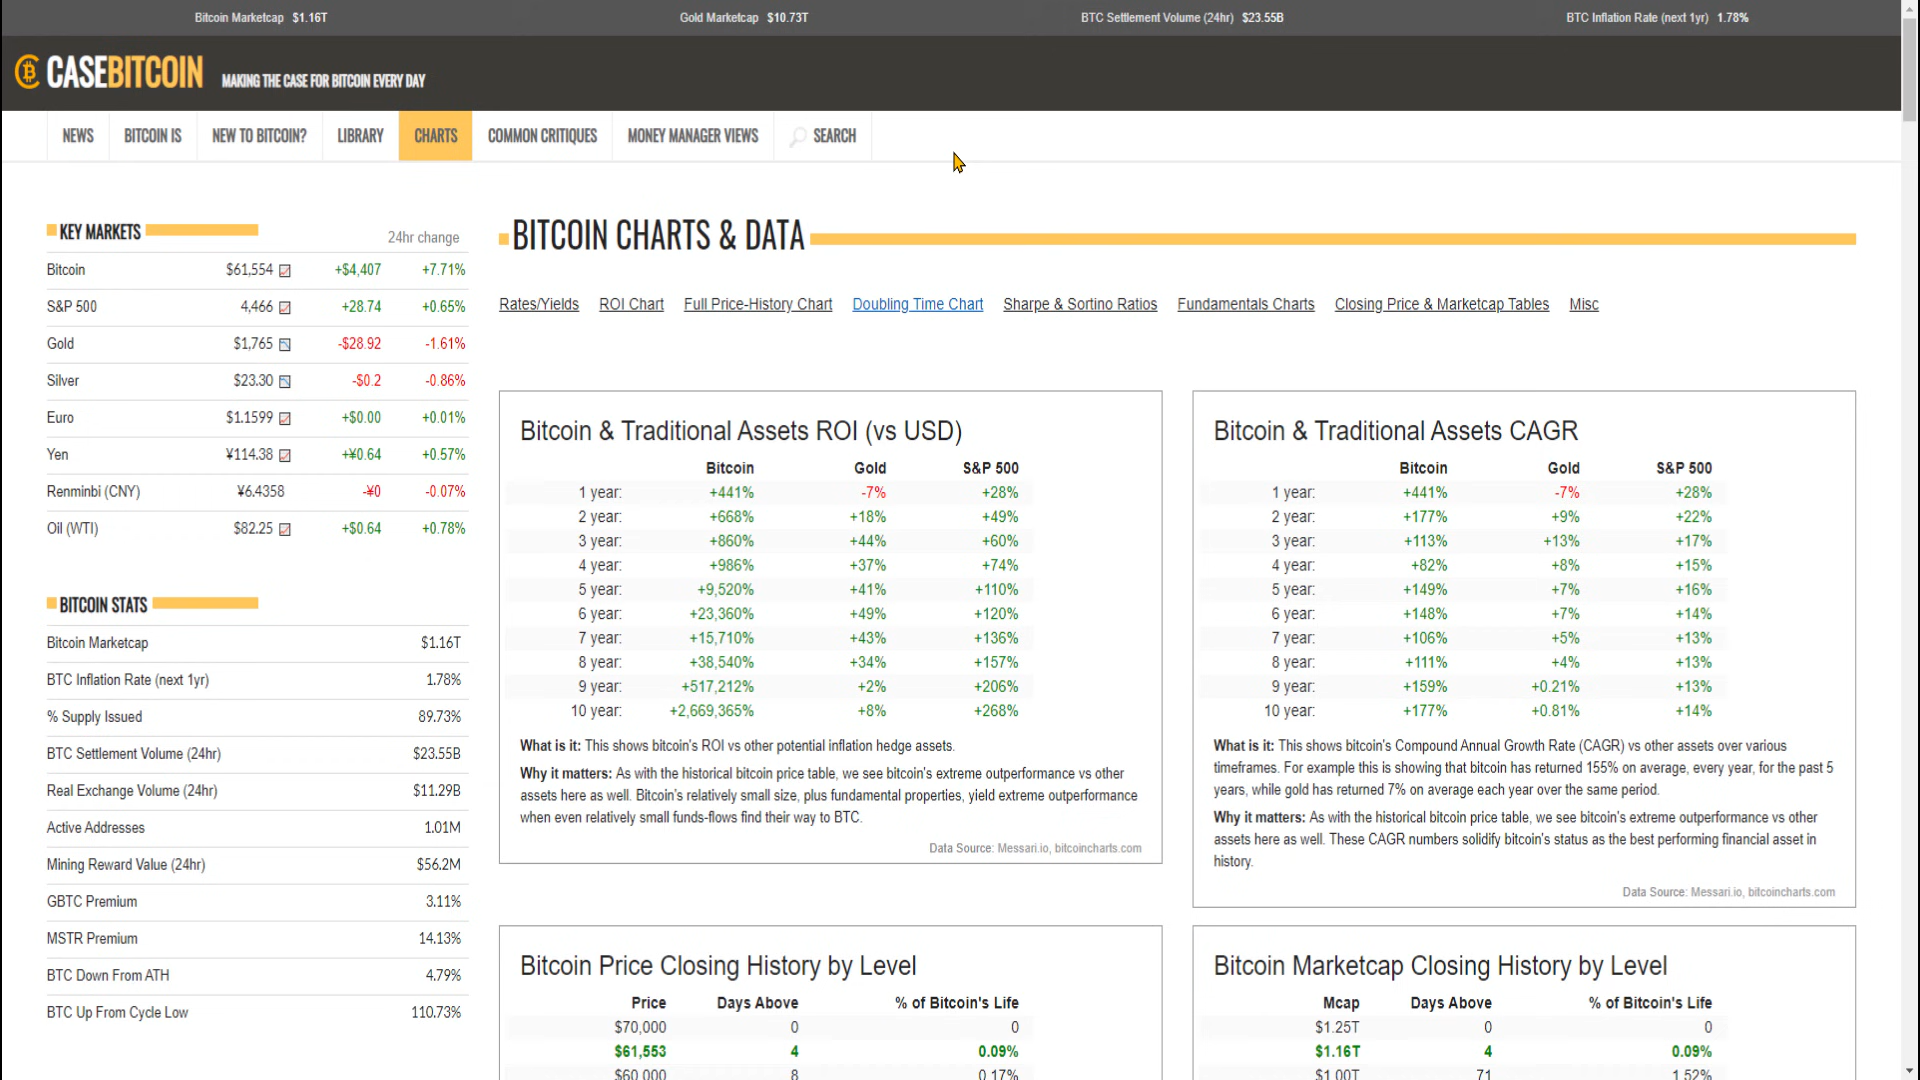 Bitcoin Marketcap $1.16T Gold Marketcap $10.73T BTC Settlement Volume (24hr) $23.55B BTC Inflation Rate (next 1yr) 1.78%
CASEBITCOIN MAKING THE CASE FOR BITCOIN EVERY DAY
NEWS BITCOIN IS NEW TO BITCOIN? LIBRARY CHARTS COMMON CRITIQUES MONEY MANAGER VIEWS SEARCH
KEY MARKETS 24hr change
Bitcoin $61,554 +$4,407 +7.71%
S&P 500 4,466 +28.74 +0.65%
Gold $1,765 -$28.92 -1.61%
Silver $23.30 -$0.2 -0.86%
Euro $1.1599 +$0.00 +0.01%
Yen ¥114.38 +¥0.64 +0.57%
Renminbi (CNY) ¥6.4358 -¥0 -0.07%
Oil (WTI) $82.25 +$0.64 +0.78%
BITCOIN STATS
Bitcoin Marketcap $1.16T
BTC Inflation Rate (next 1yr) 1.78%
% Supply Issued 89.73%
BTC Settlement Volume (24hr) $23.55B
Real Exchange Volume (24hr) $11.29B
Active Addresses 1.01M
Mining Reward Value (24hr) $56.2M
GBTC Premium 3.11%
MSTR Premium 14.13%
BTC Down From ATH 4.79%
BTC Up From Cycle Low 110.73%
BITCOIN CHARTS & DATA
Rates/Yields ROI Chart Full Price-History Chart Doubling Time Chart Sharpe & Sortino Ratios Fundamentals Charts Closing Price & Marketcap Tables Misc
Bitcoin & Traditional Assets ROI (vs USD)
Bitcoin Gold S&P 500
1 year: +441% -7% +28%
2 year: +668% +18% +49%
3 year: +860% +44% +60%
4 year: +986% +37% +74%
5 year: +9,520% +41% +110%
6 year: +23,360% +49% +120%
7 year: +15,710% +43% +136%
8 year: +38,540% +34% +157%
9 year: +517,212% +2% +206%
10 year: +2,669,365% +8% +268%
What is it: This shows bitcoin's ROI vs other potential inflation hedge assets.
Why it matters: As with the historical bitcoin price table, we see bitcoin's extreme outperformance vs other
assets here as well. Bitcoin's relatively small size, plus fundamental properties, yield extreme outperformance
when even relatively small funds-flows find their way to BTC.
Data Source: Messari.io, bitcoincharts.com
Bitcoin & Traditional Assets CAGR
Bitcoin Gold S&P 500
1 year: +441% -7% +28%
2 year: +177% +9% +22%
3 year: +113% +13% +17%
4 year: +82% +8% +15%
5 year: +149% +7% +16%
6 year: +148% +7% +14%
7 year: +106% +5% +13%
8 year: +111% +4% +13%
9 year: +159% +0.21% +13%
10 year: +177% +0.81% +14%
What is it: This shows bitcoin's Compound Annual Growth Rate (CAGR) vs other assets over various
timeframes. For example this is showing that bitcoin has returned 155% on average, every year, for the past 5
years, while gold has returned 7% on average each year over the same period.
Why it matters: As with the historical bitcoin price table, we see bitcoin's extreme outperformance vs other
assets here as well. These CAGR numbers solidify bitcoin's status as the best performing financial asset in
history.
Data Source: Messari.io, bitcoincharts.com
Bitcoin Price Closing History by Level
Price Days Above % of Bitcoin's Life
$70,000 0 0
$61,553 4 0.09%
$60,000 8 0.17%
Bitcoin Marketcap Closing History by Level
Mcap Days Above % of Bitcoin's Life
$1.25T 0 0
$1.16T 4 0.09%
$1.00T 71 1.52%